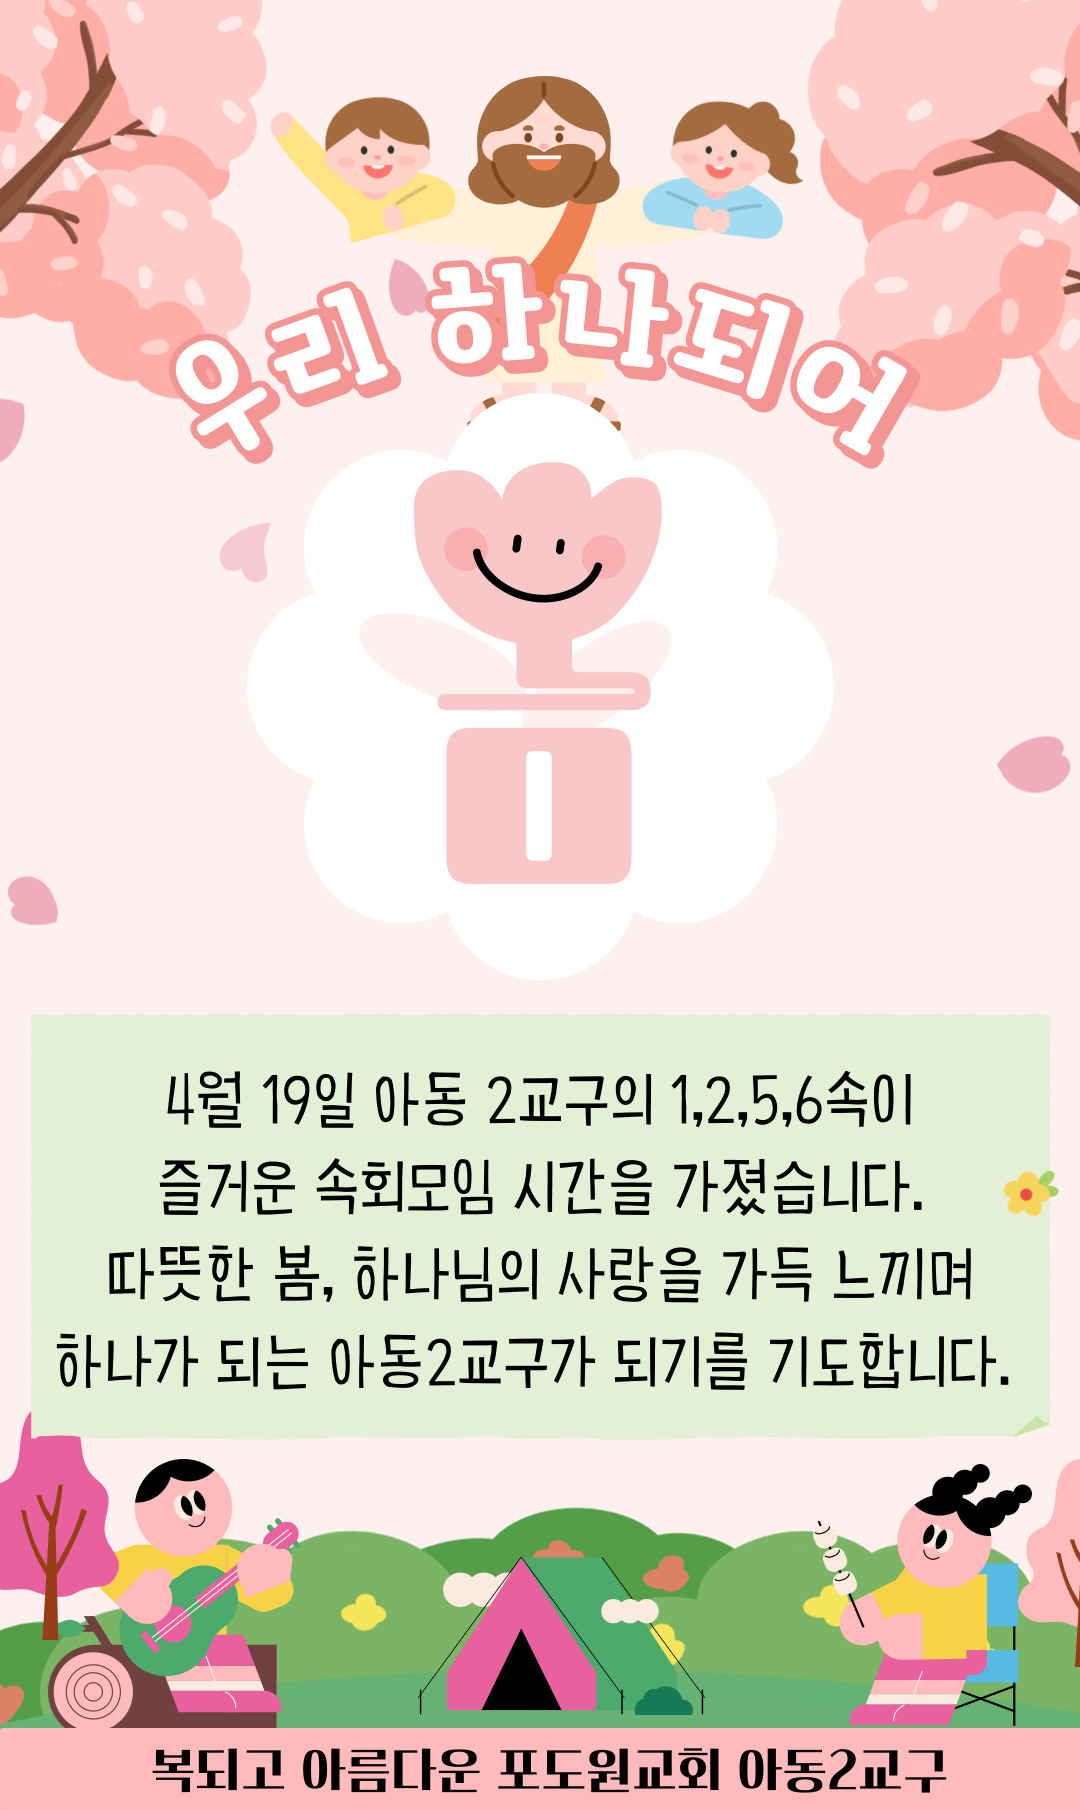 우리 하나되어
4월 19일 아동 2교구의 1,2,5,6속이
즐거운 속회모임 시간을 가졌습니다.
따뜻한 봄, 하나님의 사랑을 가득 느끼며
하나가 되는 아동2교구가 되기를 기도합니다.
복되고 아름다운 포도원교회 아동2교구